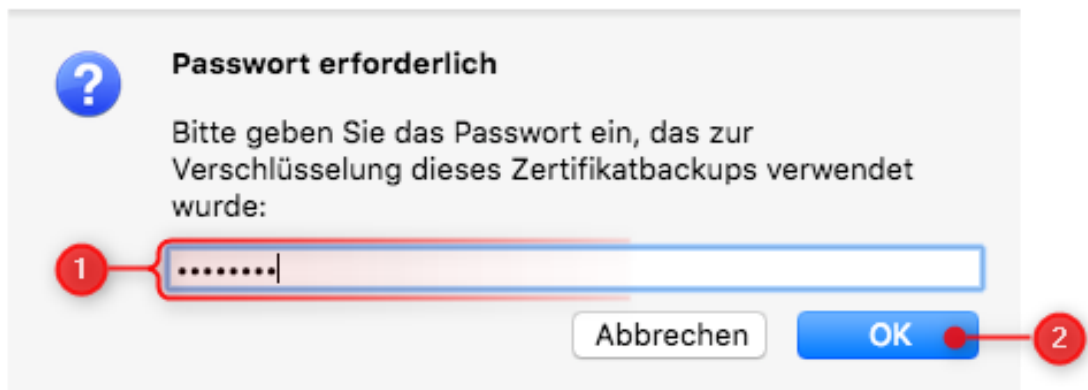 Passwort erforderlich
Bitte geben Sie das Passwort ein, das zur
Verschlüsselung dieses Zertifikatbackups verwendet
wurde:
1
••••••••
Abbrechen
OK
2